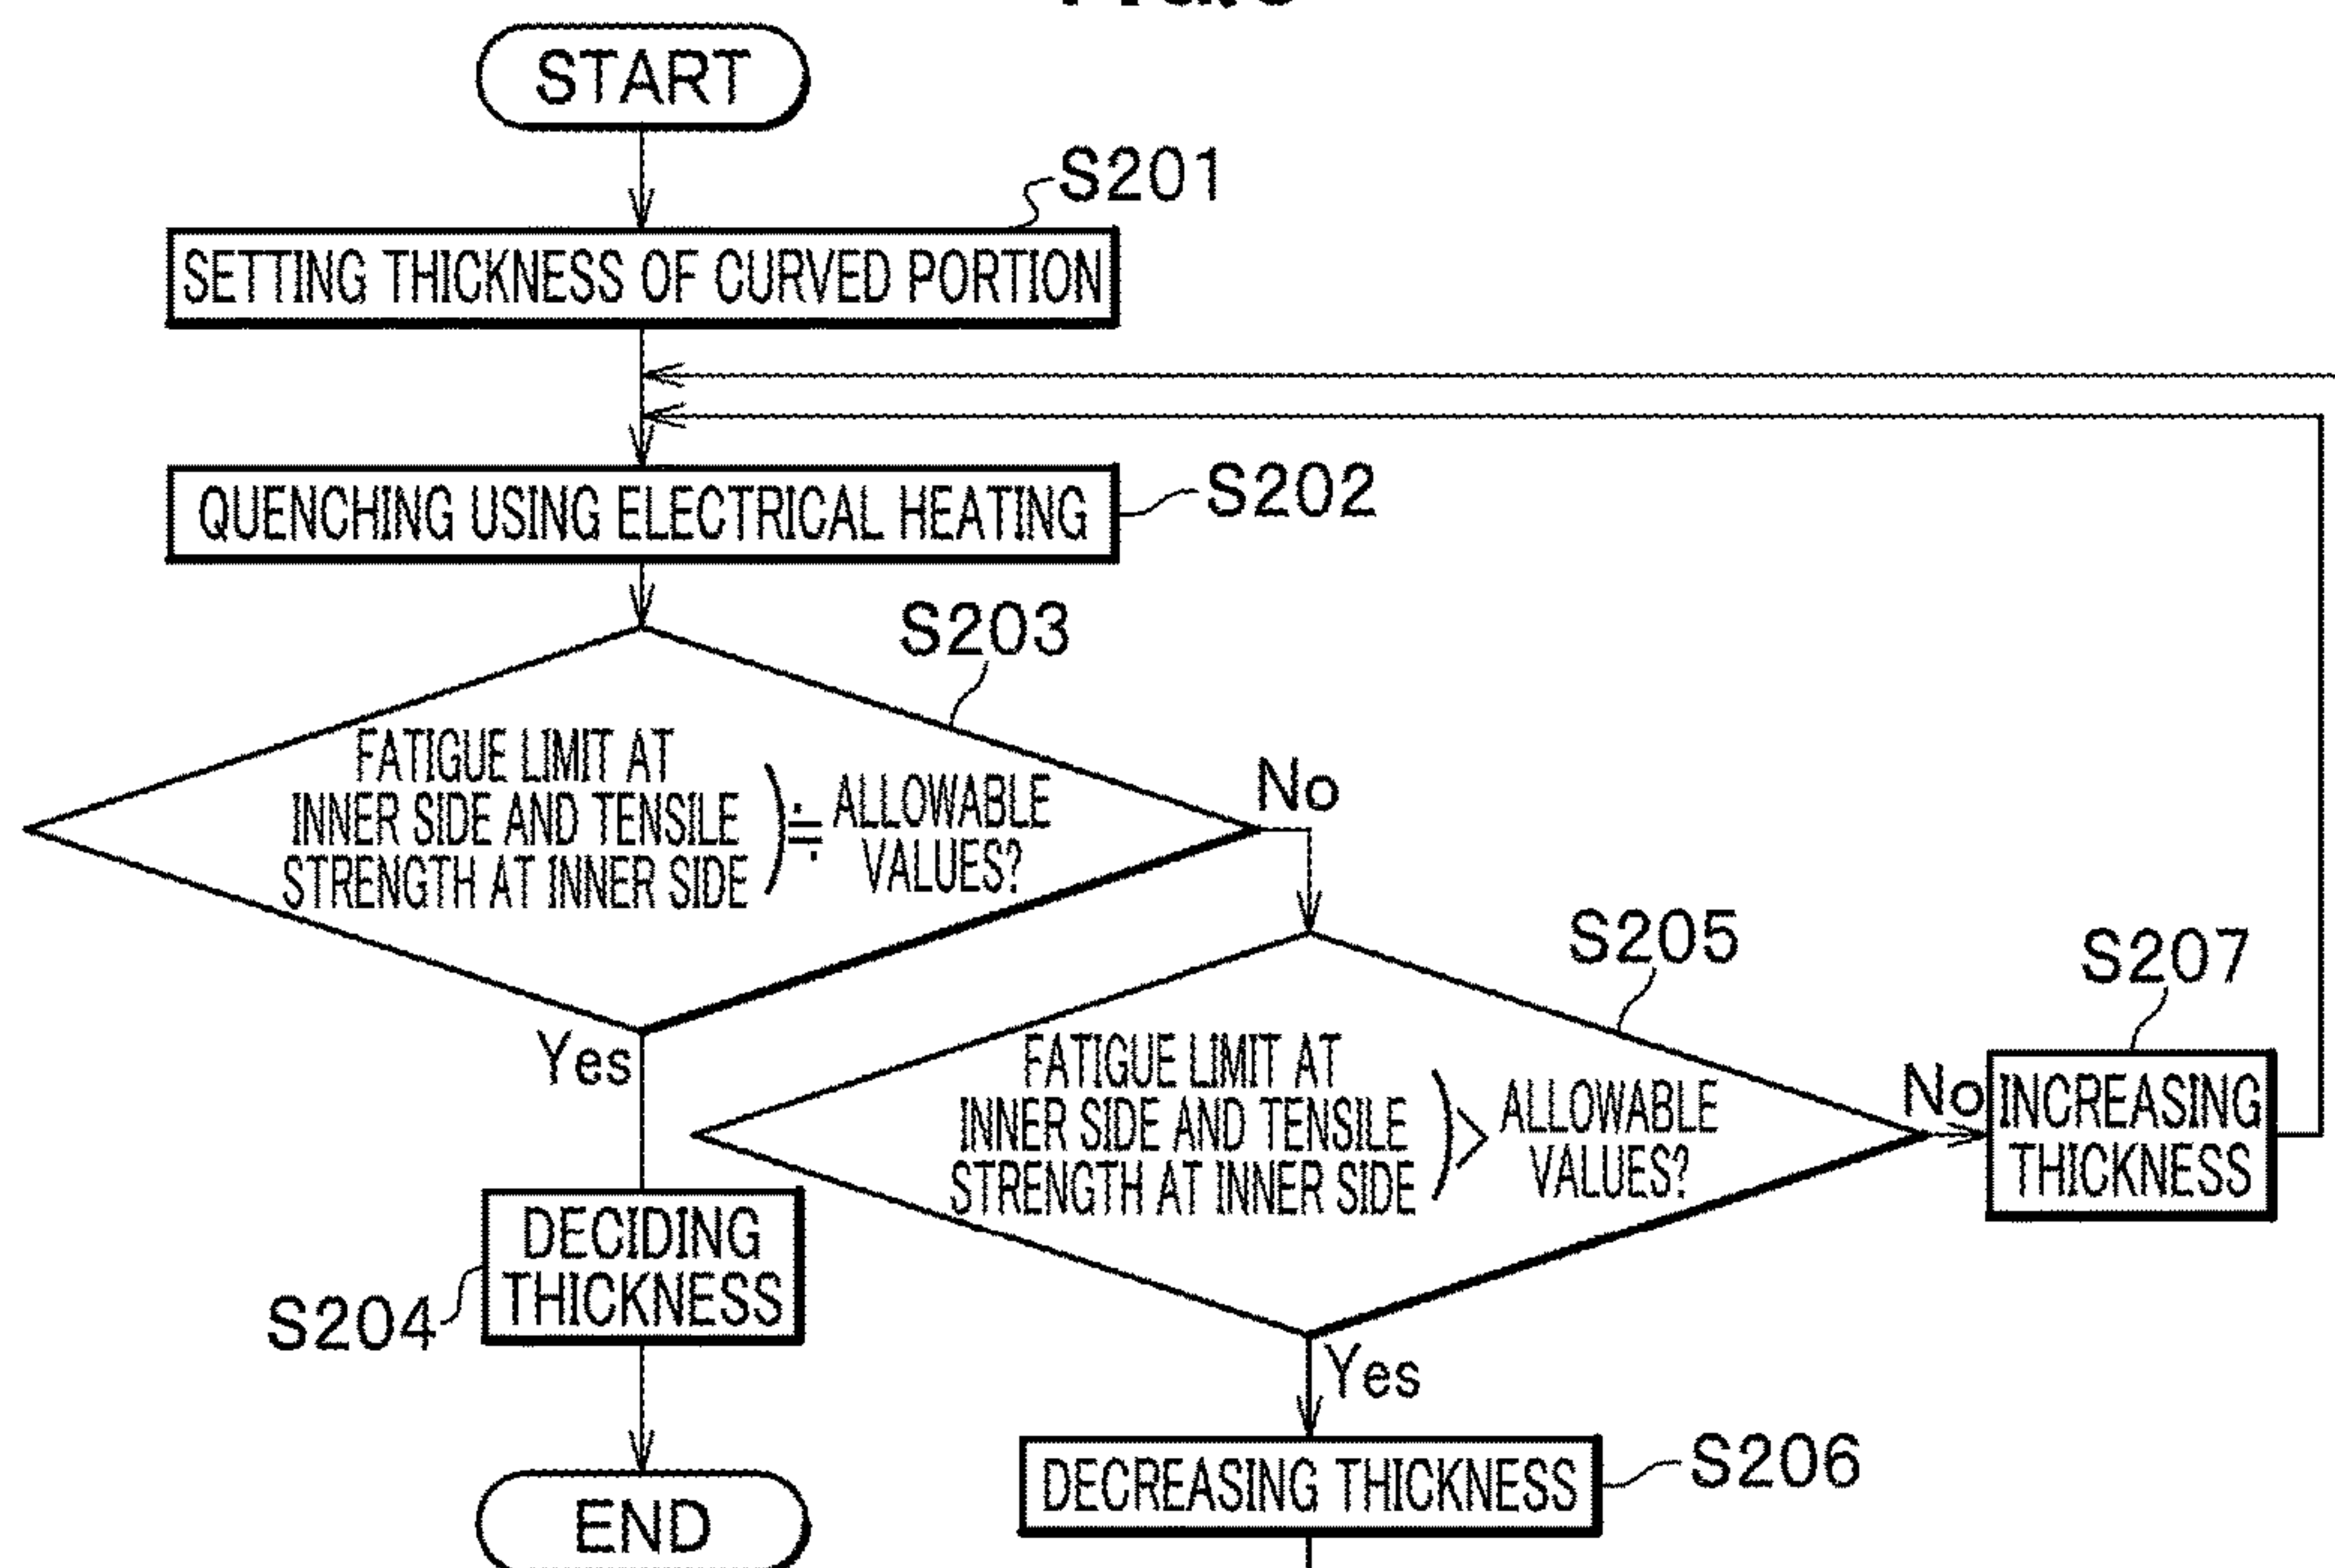 START
S201
SETTING THICKNESS OF CURVED PORTION
QUENCHING USING ELECTRICAL HEATING
S202
S203
FATIGUE LIMIT AT
INNER SIDE AND TENSILE
STRENGTH AT INNER SIDE
) ≒ ALLOWABLE
VALUES?
No
Yes
S205
FATIGUE LIMIT AT
INNER SIDE AND TENSILE
STRENGTH AT INNER SIDE
) > ALLOWABLE
VALUES?
No
S207
INCREASING
THICKNESS
DECIDING
THICKNESS
S204
Yes
DECREASING THICKNESS
S206
END